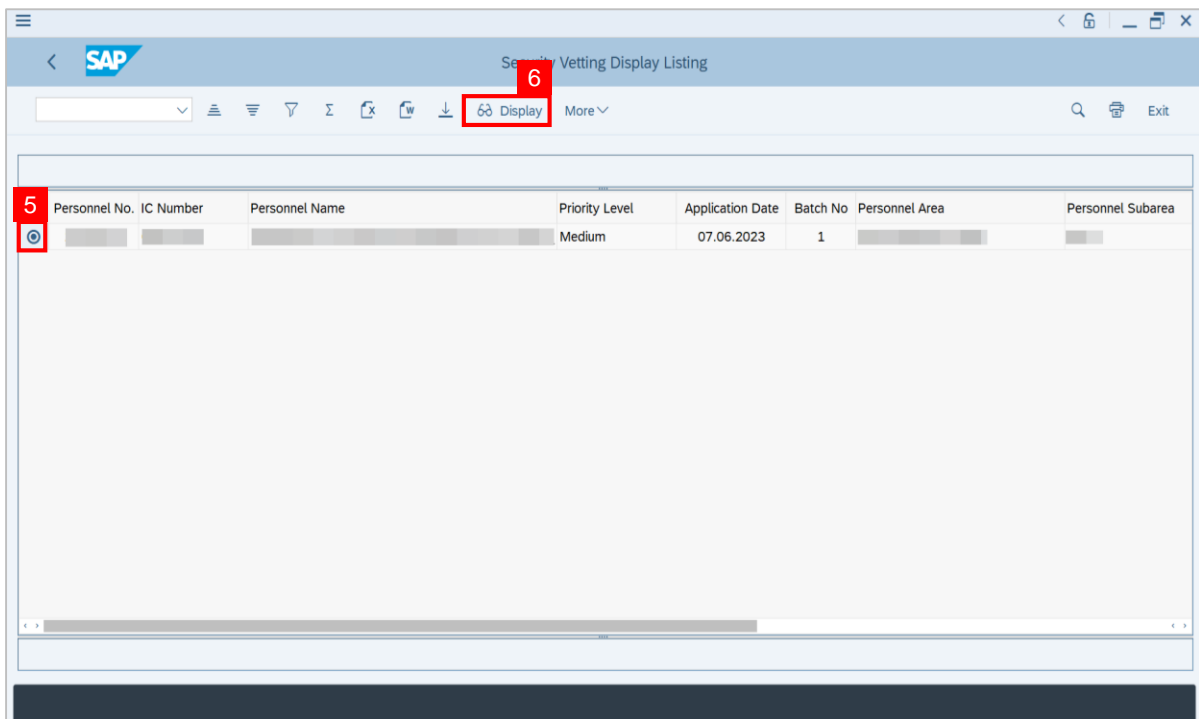 SAP
Security Vetting Display Listing
6
Display
More
Exit
5
Personnel No. IC Number Personnel Name Priority Level Application Date Batch No Personnel Area Personnel Subarea
Medium 07.06.2023 1